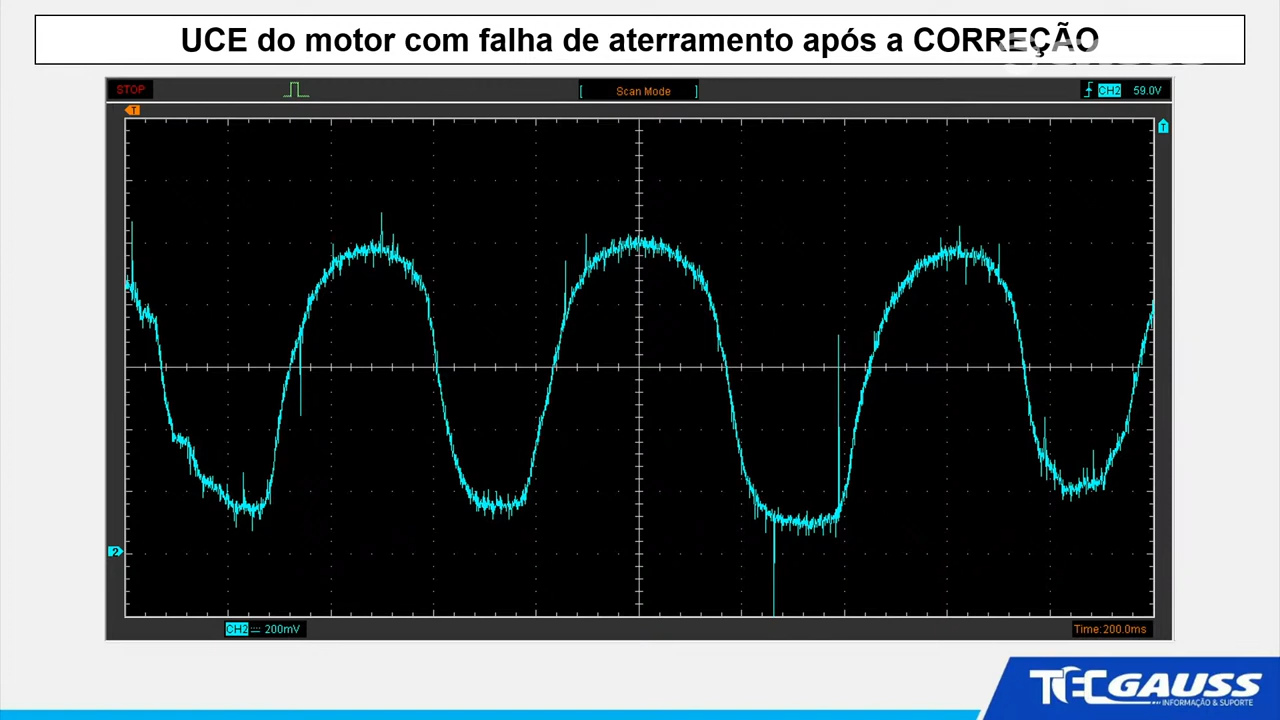 UCE do motor com falha de aterramento após a CORREÇÃO
STOP
Scan Mode
CH2 59.0V
T
T
2
CH2 200mV
Time:200.0ms
TECGAUSS
INFORMAÇÃO & SUPORTE